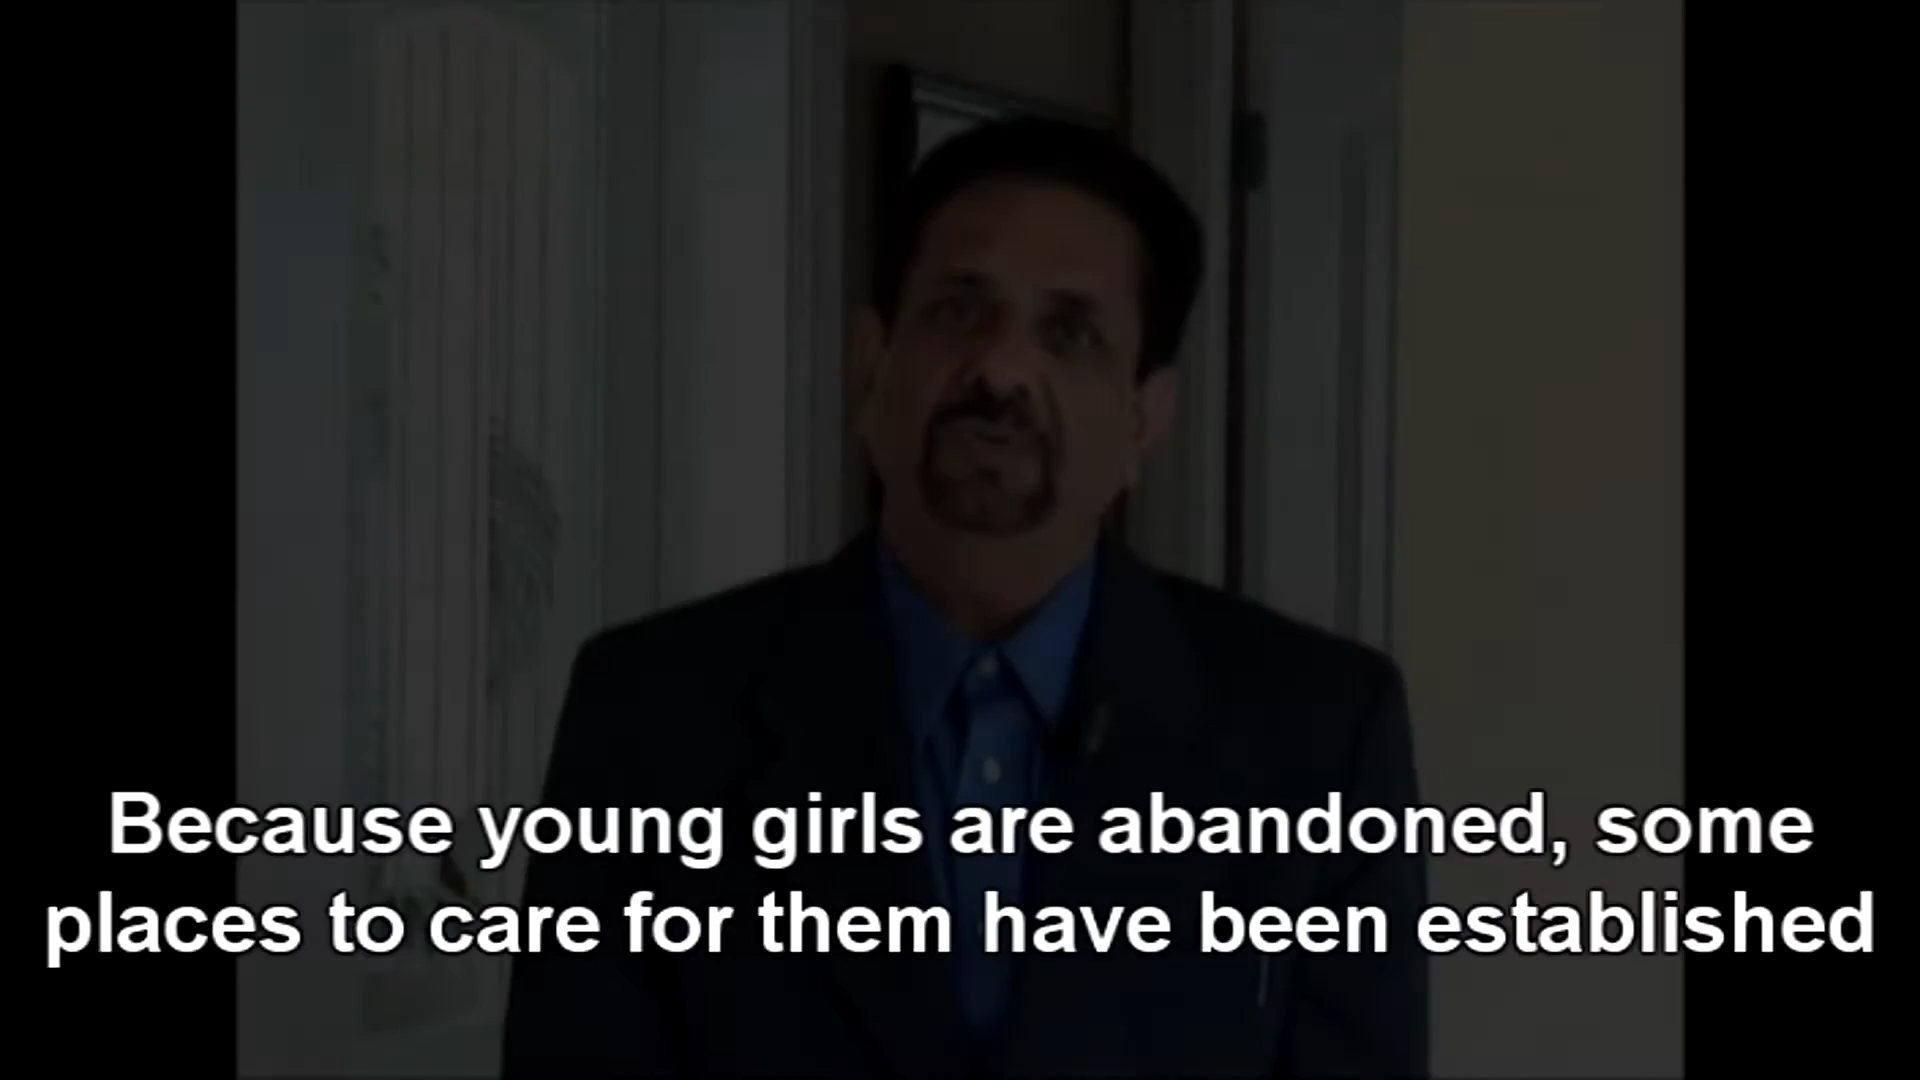 Because young girls are abandoned, some
places to care for them have been established